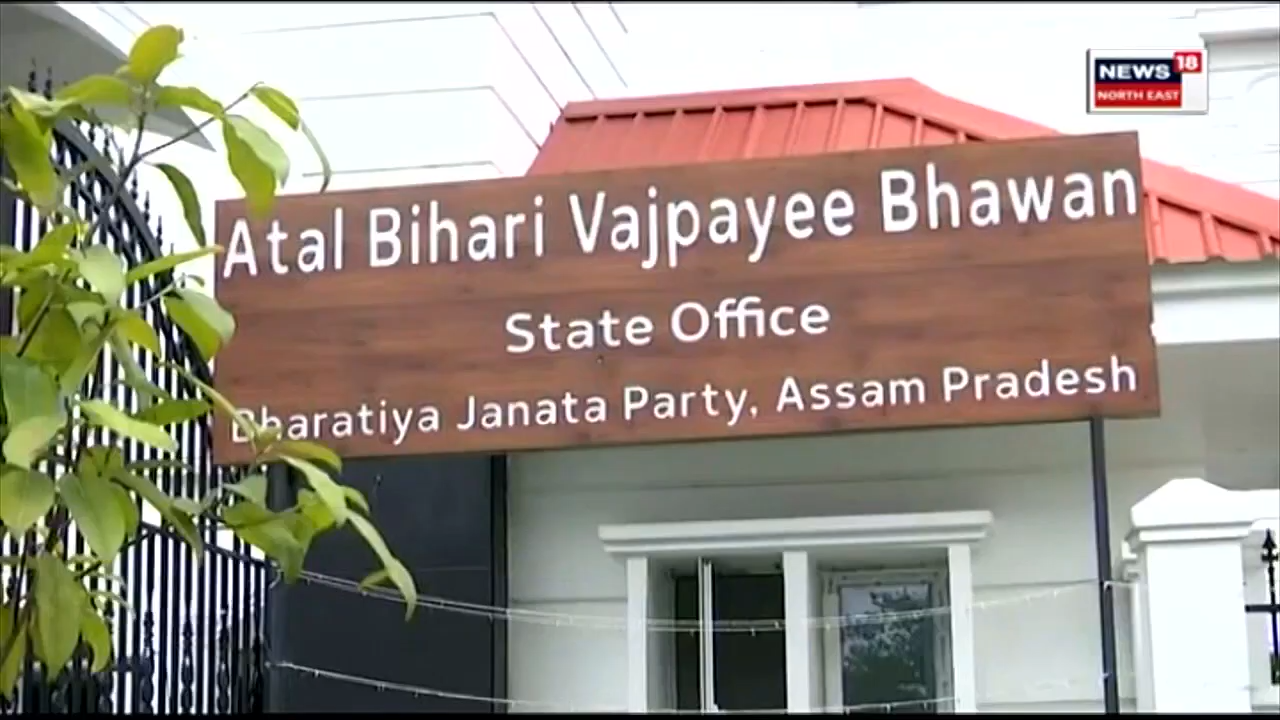 NEWS 18
NORTH EAST
Atal Bihari Vajpayee Bhawan
State Office
Bharatiya Janata Party, Assam Pradesh